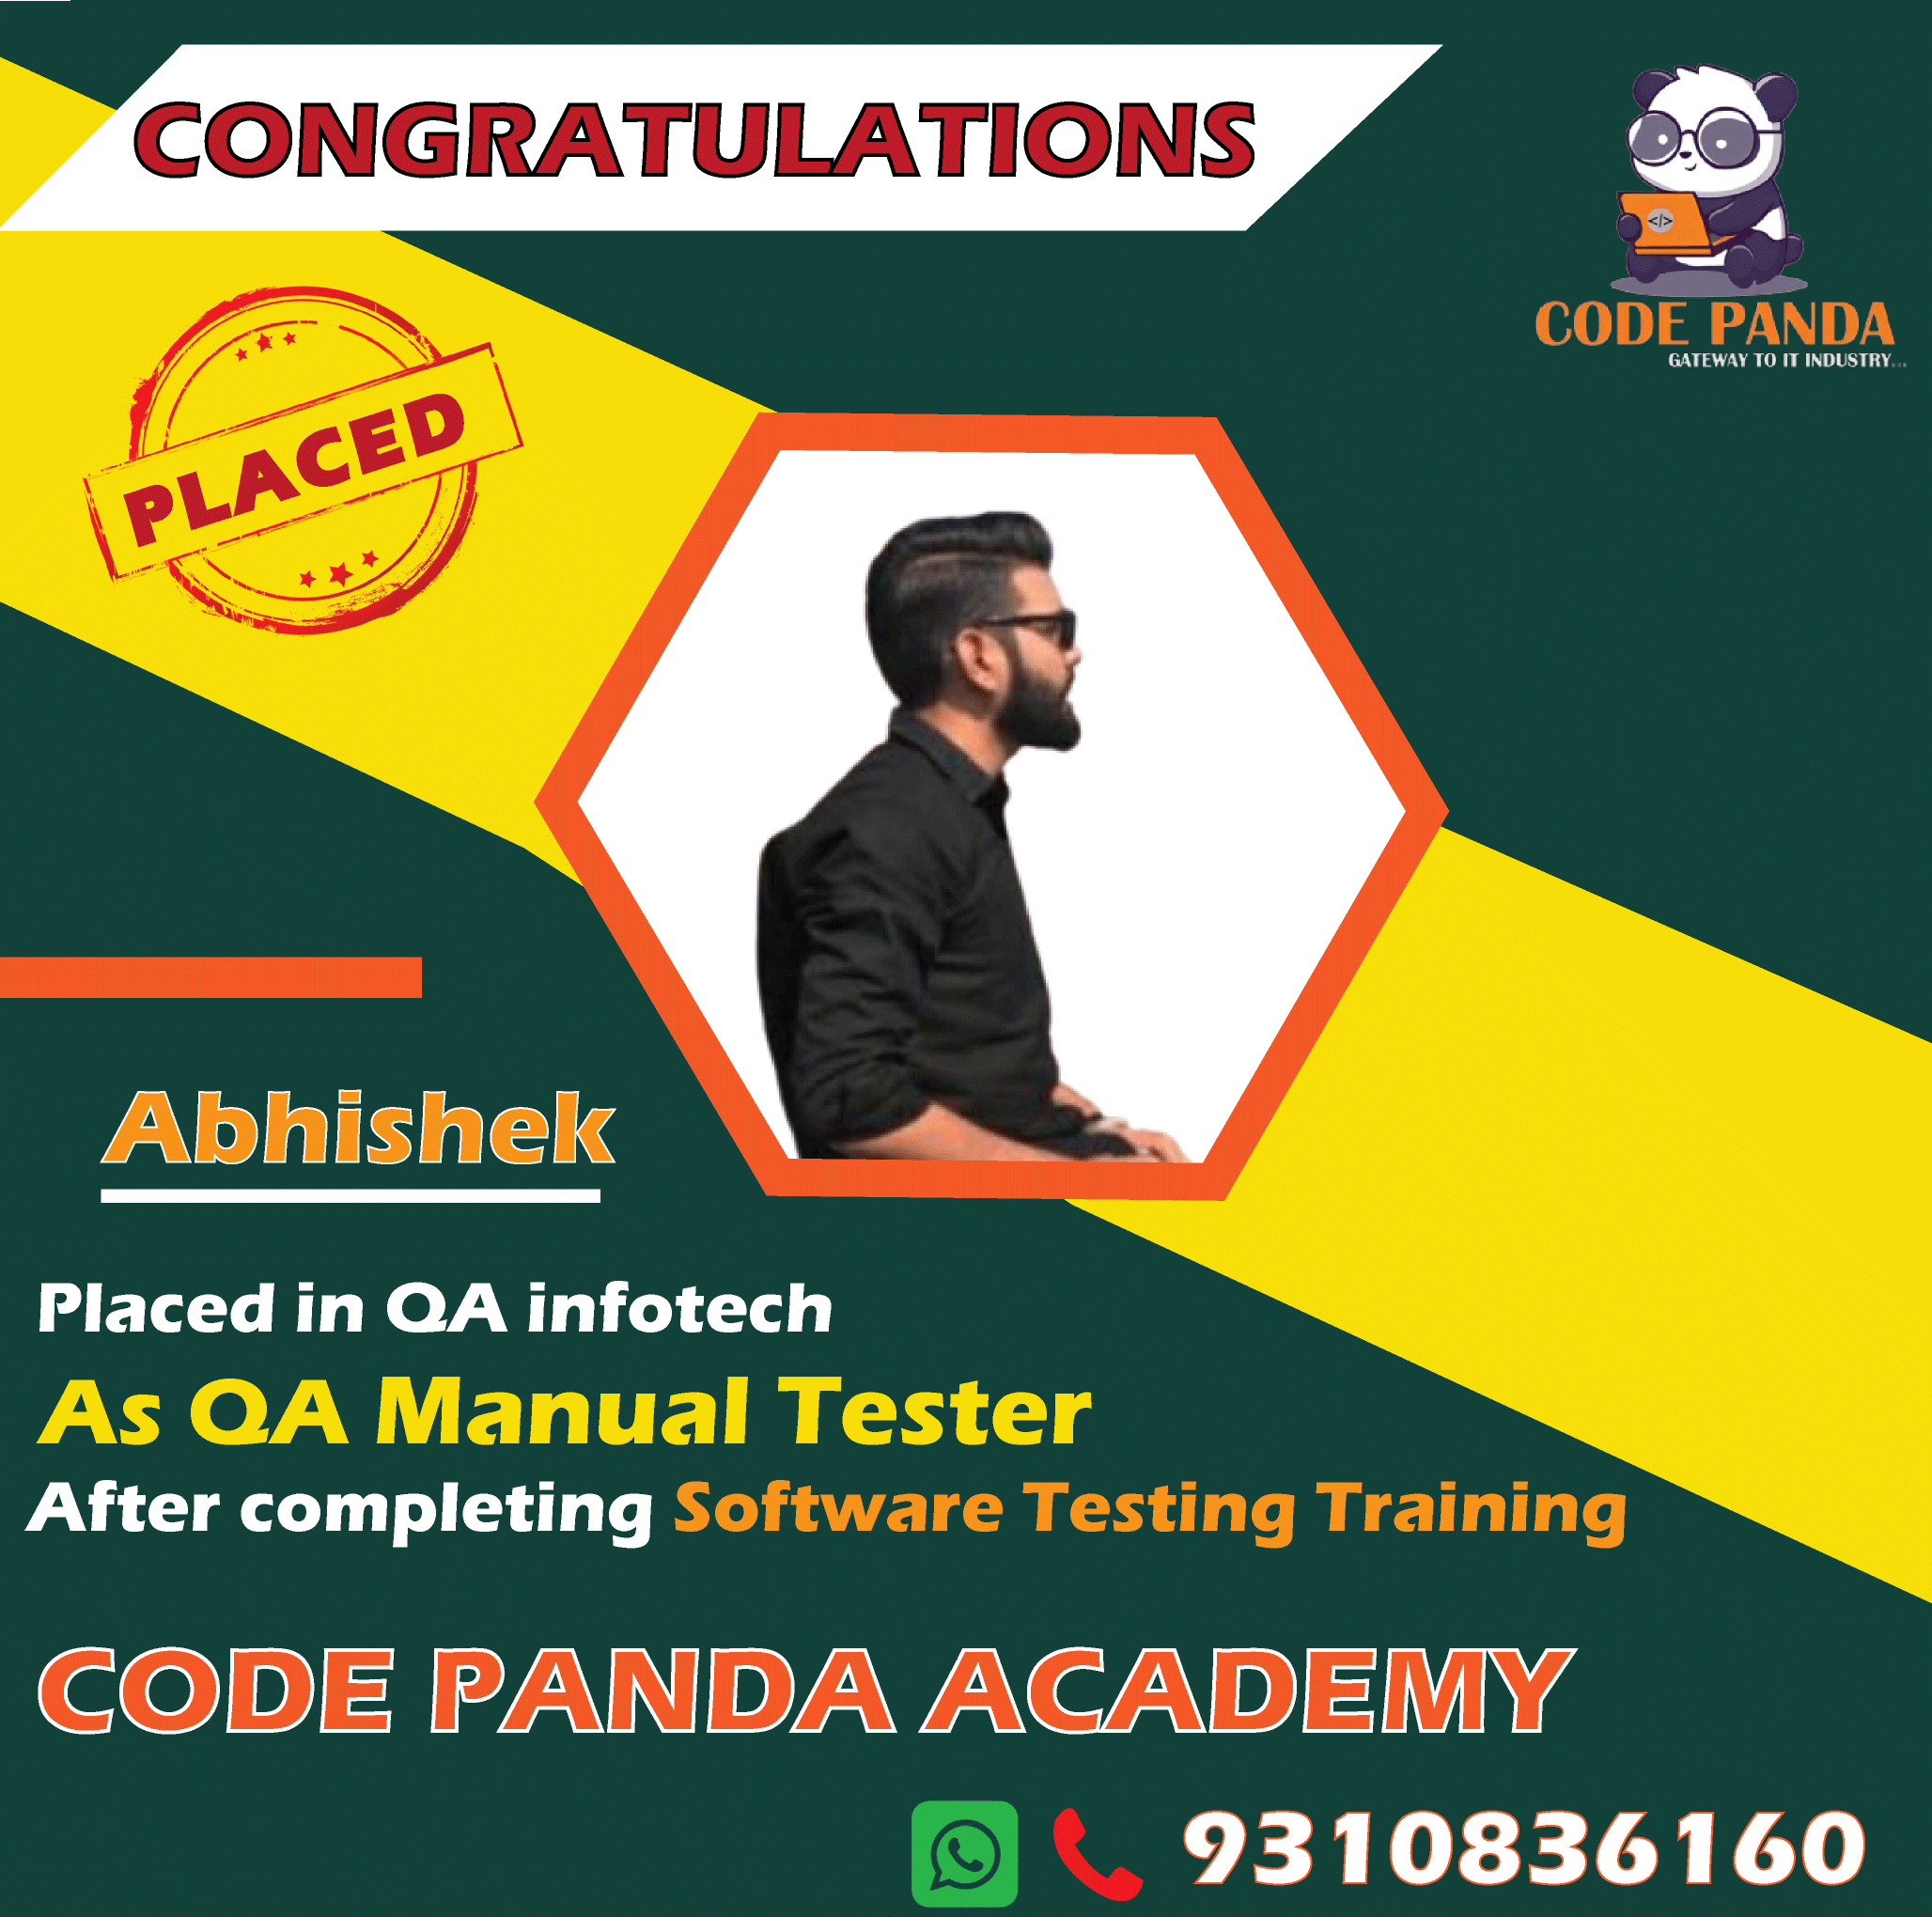 CONGRATULATIONS
</>
CODE PANDA
GATEWAY TO IT INDUSTRY...
PLACED
Abhishek
Placed in QA infotech
As QA Manual Tester
After completing Software Testing Training
CODE PANDA ACADEMY
9310836160